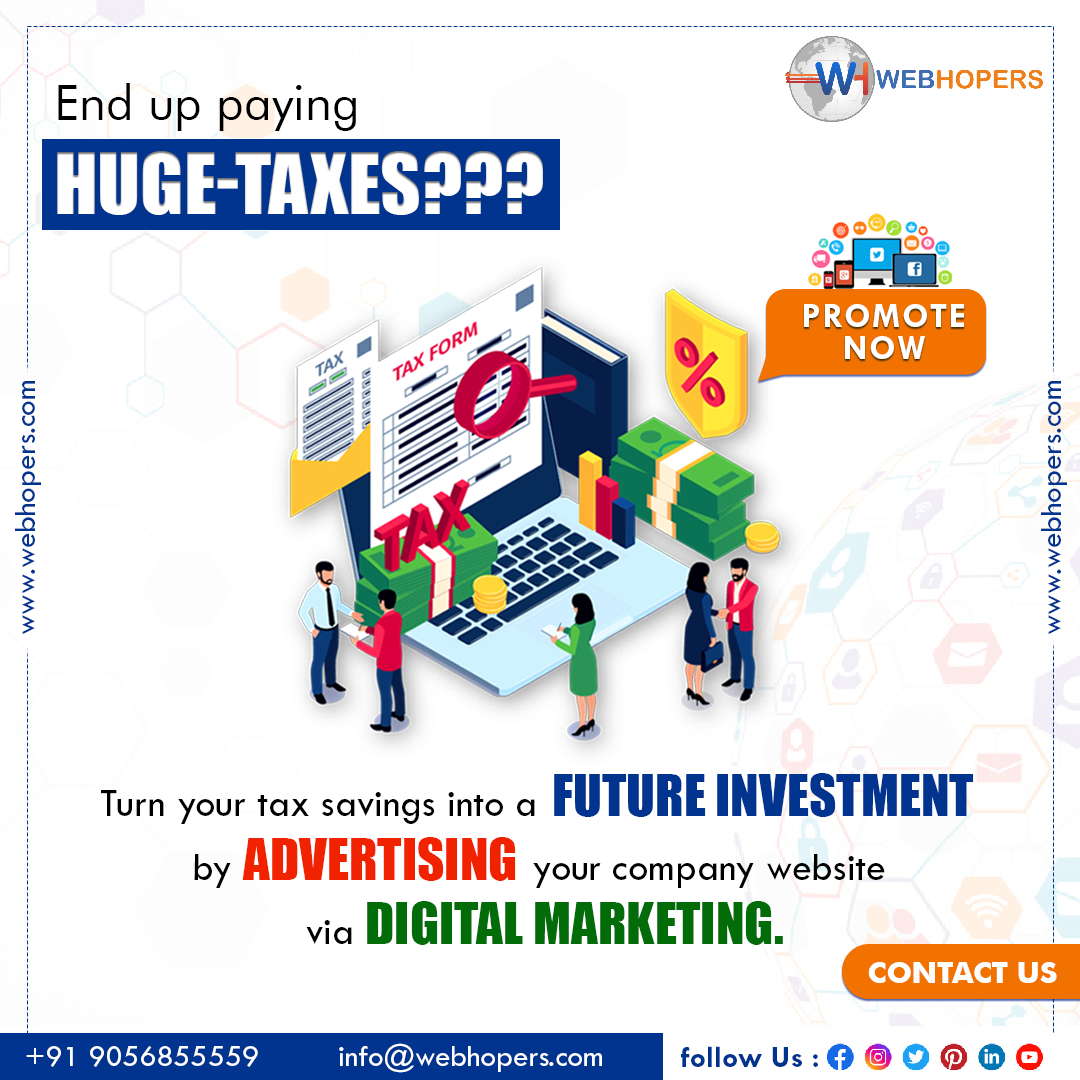 WH WEBHOPERS
End up paying
HUGE-TAXES???
PROMOTE
NOW
TAX
TAX FORM
%
TAX
www.webhopers.com
www.webhopers.com
Turn your tax savings into a FUTURE INVESTMENT
by ADVERTISING your company website
via DIGITAL MARKETING.
CONTACT US
+91 9056855559 info@webhopers.com follow Us :